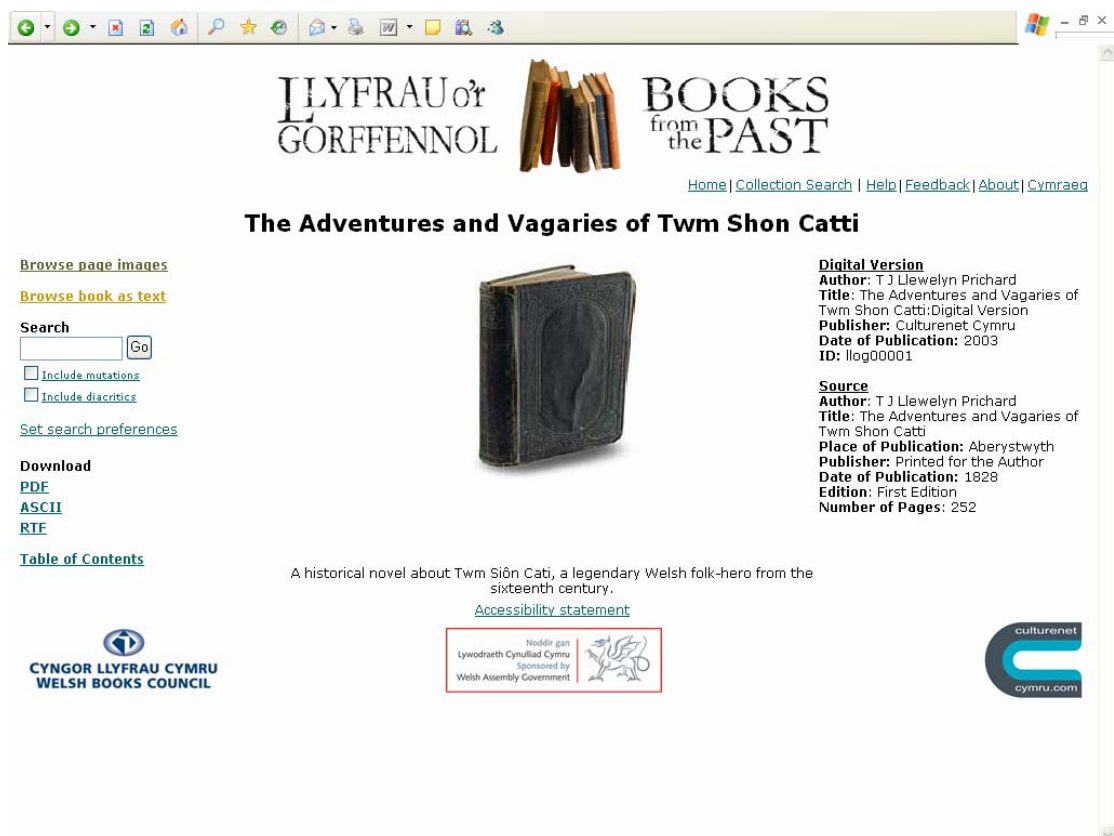 LLYFRAU o'r
GORFFENNOL
BOOKS
from
the PAST
Home | Collection Search | Help | Feedback | About | Cymraeg
The Adventures and Vagaries of Twm Shon Catti
Browse page images
Browse book as text
Search
Go
Include mutations
Include diacritics
Set search preferences
Download
PDF
ASCII
RTF
Table of Contents
Digital Version
Author: T J Llewelyn Prichard
Title: The Adventures and Vagaries of
Twm Shon Catti:Digital Version
Publisher: Culturenet Cymru
Date of Publication: 2003
ID: llog00001
Source
Author: T J Llewelyn Prichard
Title: The Adventures and Vagaries of
Twm Shon Catti
Place of Publication: Aberystwyth
Publisher: Printed for the Author
Date of Publication: 1828
Edition: First Edition
Number of Pages: 252
A historical novel about Twm Siôn Cati, a legendary Welsh folk-hero from the
sixteenth century.
Accessibility statement
CYNGOR LLYFRAU CYMRU
WELSH BOOKS COUNCIL
Noddir gan
Lywodraeth Cynulliad Cymru
Sponsored by
Welsh Assembly Government
culturenet
cymru.com